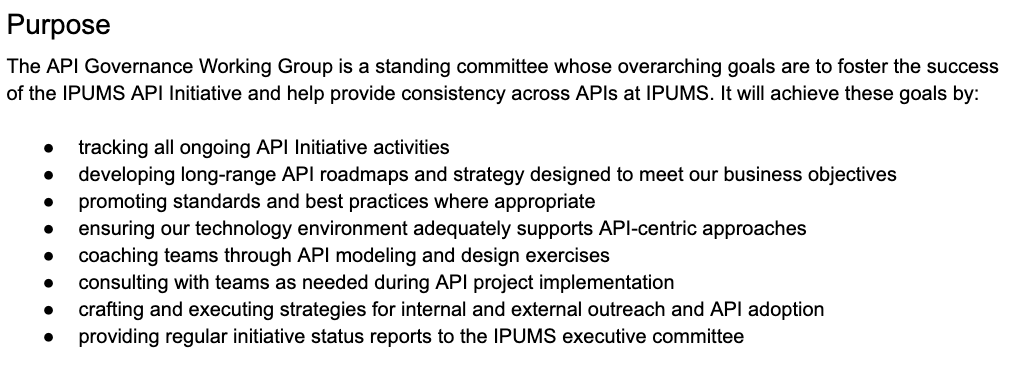 Purpose
The API Governance Working Group is a standing committee whose overarching goals are to foster the success
of the IPUMS API Initiative and help provide consistency across APIs at IPUMS. It will achieve these goals by:
● tracking all ongoing API Initiative activities
● developing long-range API roadmaps and strategy designed to meet our business objectives
● promoting standards and best practices where appropriate
● ensuring our technology environment adequately supports API-centric approaches
● coaching teams through API modeling and design exercises
● consulting with teams as needed during API project implementation
● crafting and executing strategies for internal and external outreach and API adoption
● providing regular initiative status reports to the IPUMS executive committee